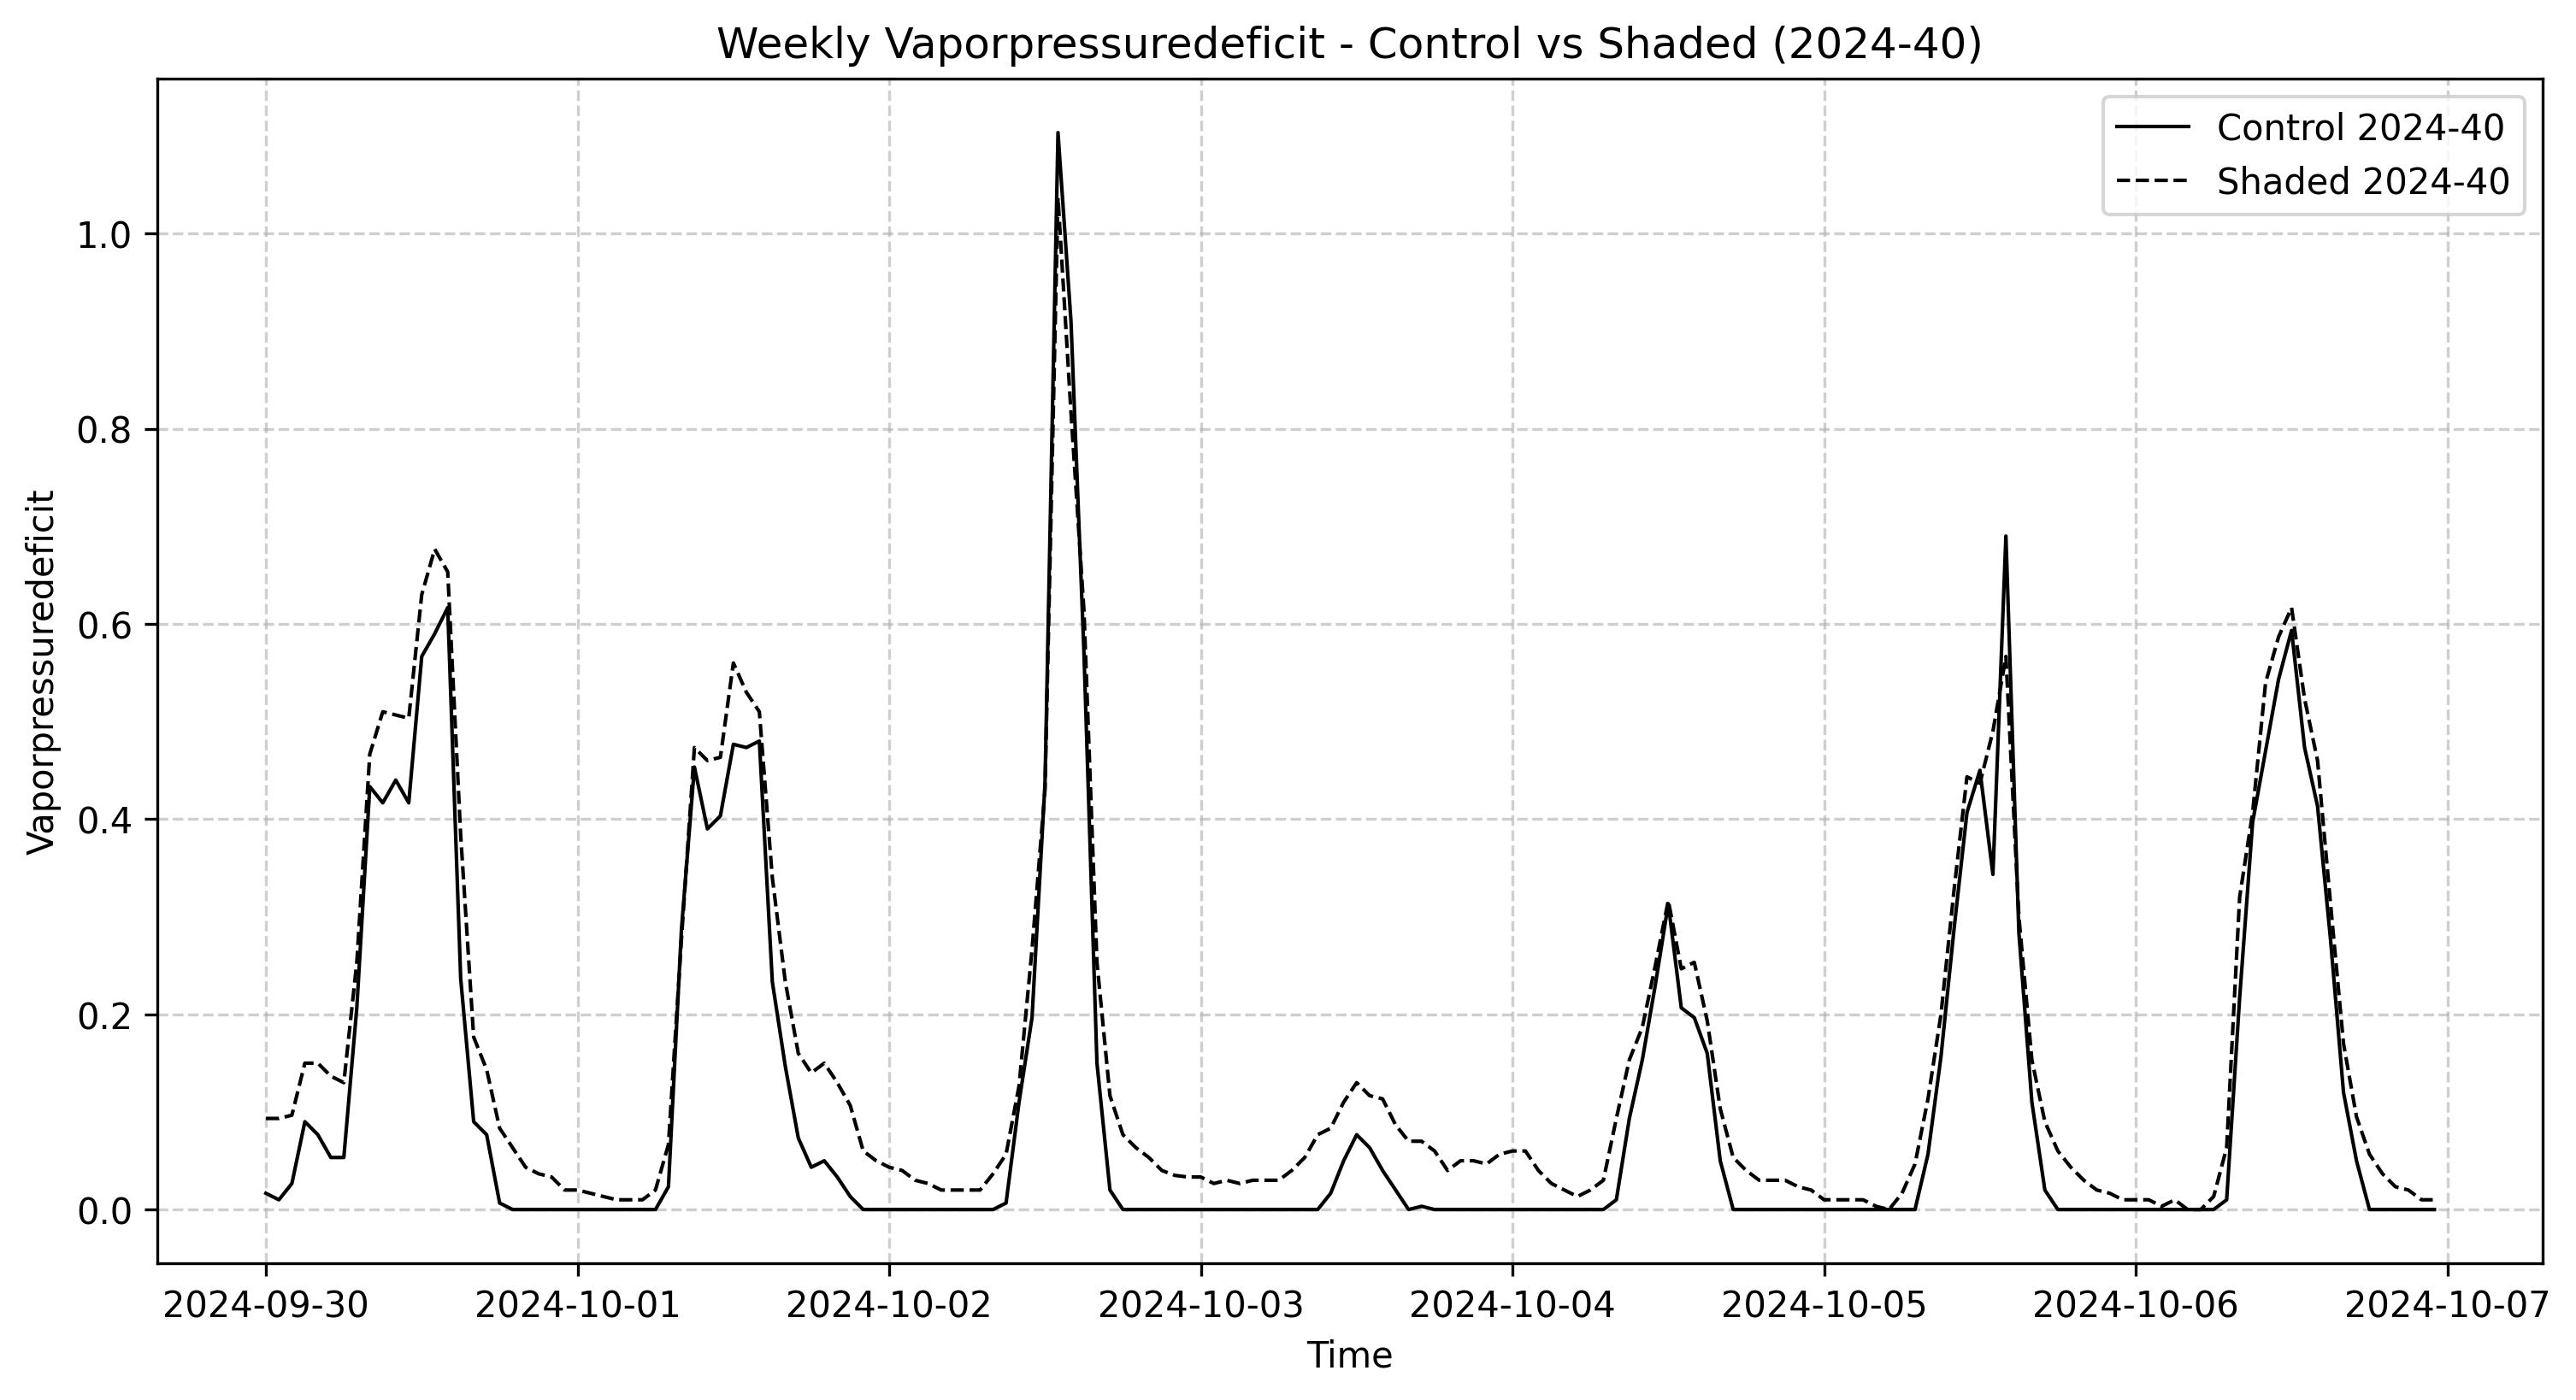 Weekly Vaporpressuredeficit - Control vs Shaded (2024-40)
Control 2024-40
Shaded 2024-40
Vaporpressuredeficit
1.0
0.8
0.6
0.4
0.2
0.0
2024-09-30 2024-10-01 2024-10-02 2024-10-03 2024-10-04 2024-10-05 2024-10-06 2024-10-07
Time